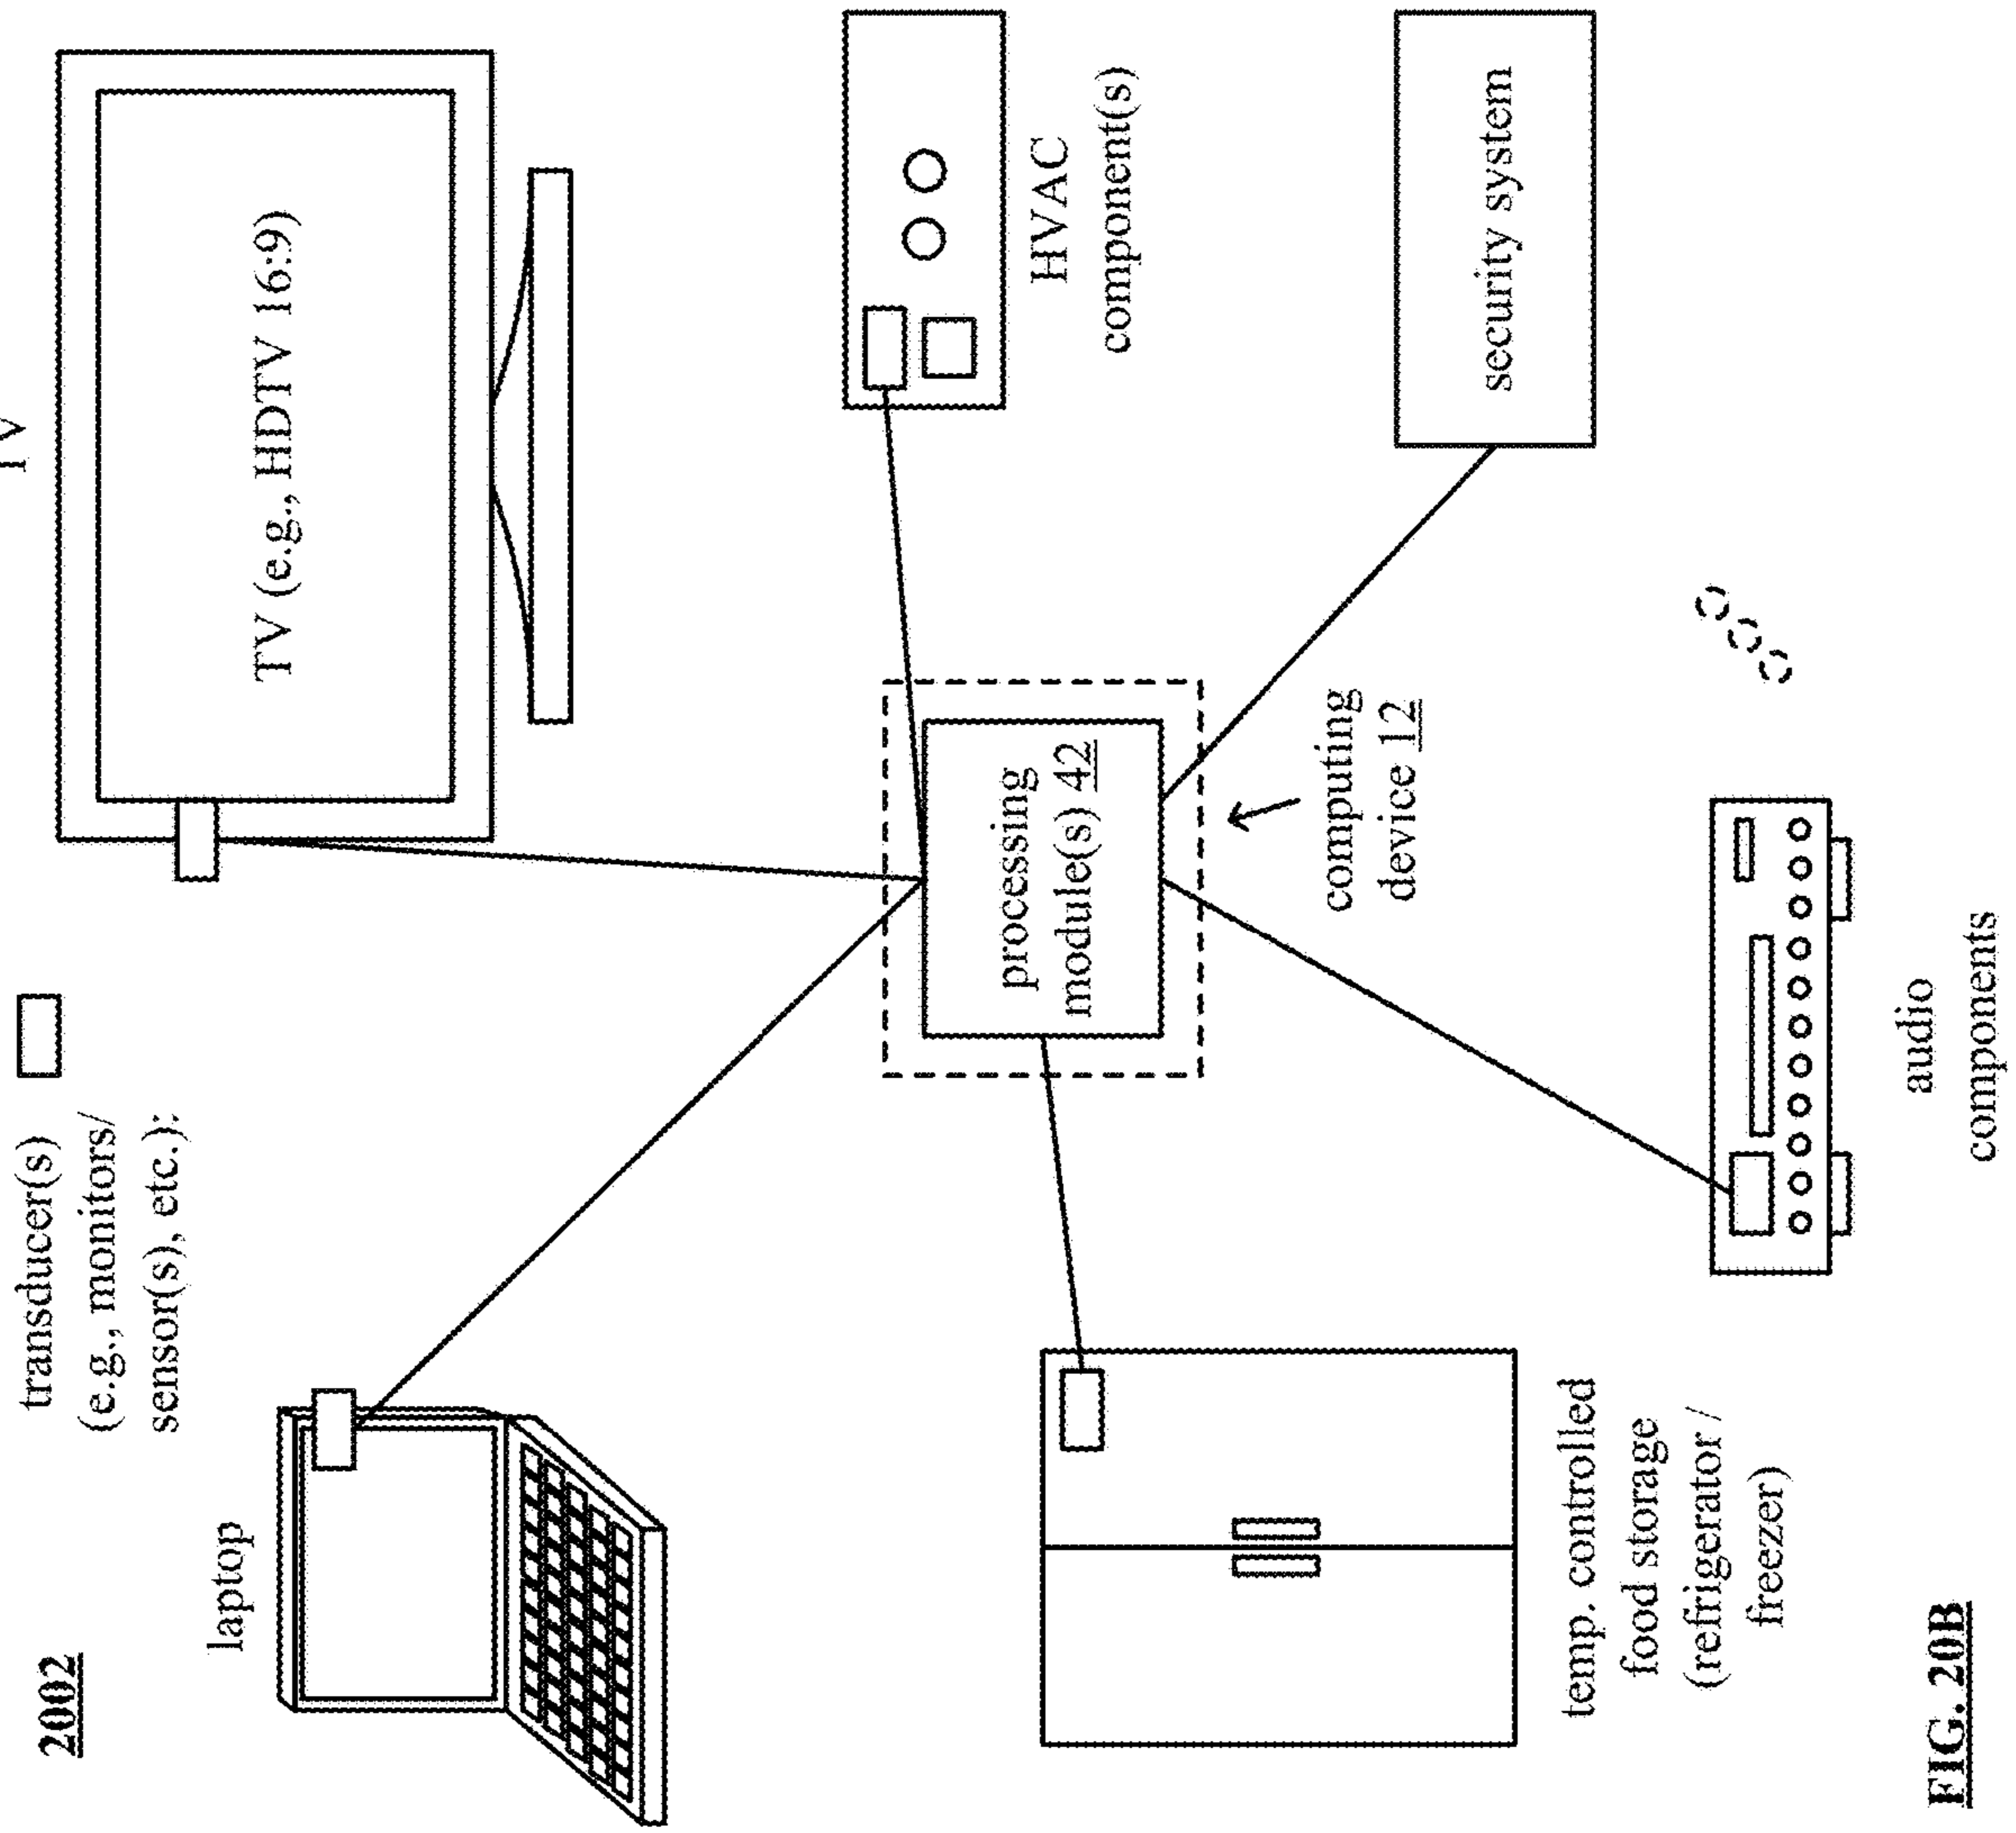 2002
transducer(s)
(e.g., monitors/
sensor(s), etc.):
TV
laptop
TV (e.g., HDTV 16:9)
processing
module(s) 42
HVAC
component(s)
computing
device 12
security system
temp. controlled
food storage
(refrigerator /
freezer)
audio
components
FIG. 20B